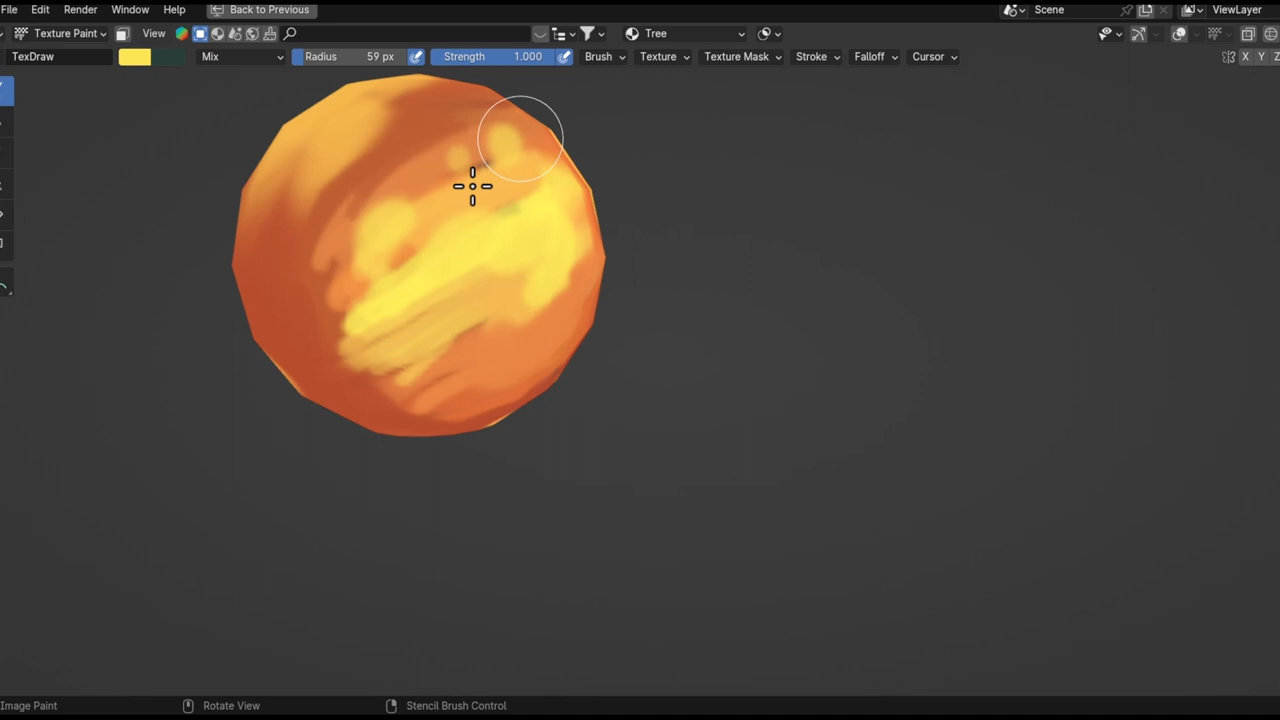 File Edit Render Window Help Back to Previous Scene ViewLayer
Texture Paint View Tree
TexDraw Mix Radius 59 px Strength 1.000 Brush Texture Texture Mask Stroke Falloff Cursor X Y Z
Image Paint Rotate View Stencil Brush Control